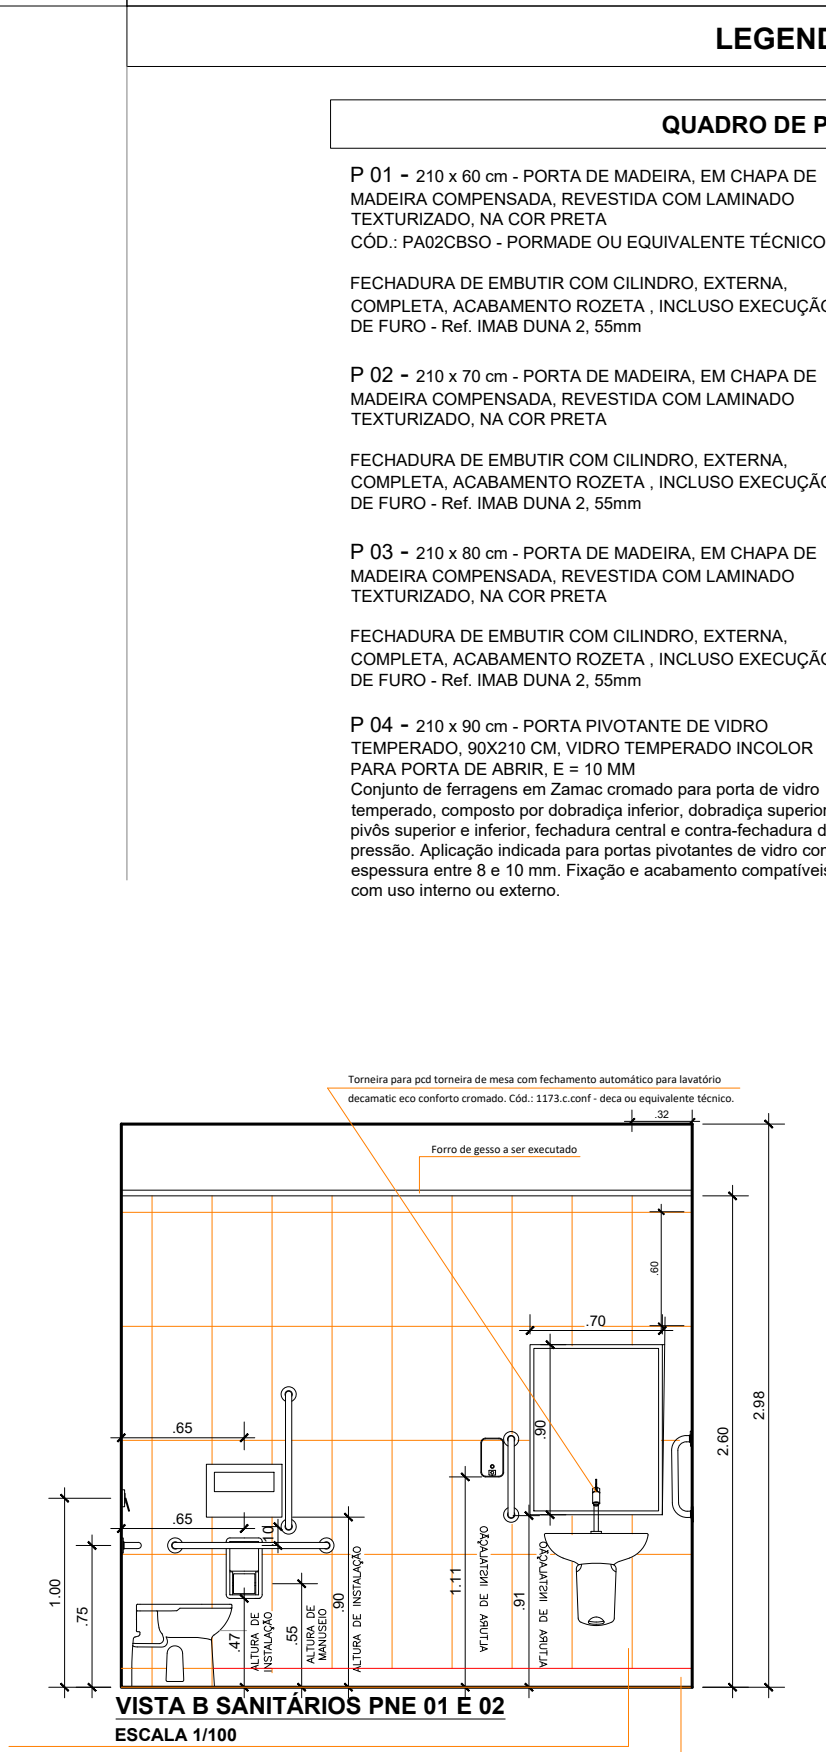 LEGEND
QUADRO DE P
P 01 - 210 x 60 cm - PORTA DE MADEIRA, EM CHAPA DE
MADEIRA COMPENSADA, REVESTIDA COM LAMINADO
TEXTURIZADO, NA COR PRETA
CÓD.: PA02CBSO - PORMADE OU EQUIVALENTE TÉCNICO
FECHADURA DE EMBUTIR COM CILINDRO, EXTERNA,
COMPLETA, ACABAMENTO ROZETA , INCLUSO EXECUÇÃO
DE FURO - Ref. IMAB DUNA 2, 55mm
P 02 - 210 x 70 cm - PORTA DE MADEIRA, EM CHAPA DE
MADEIRA COMPENSADA, REVESTIDA COM LAMINADO
TEXTURIZADO, NA COR PRETA
FECHADURA DE EMBUTIR COM CILINDRO, EXTERNA,
COMPLETA, ACABAMENTO ROZETA , INCLUSO EXECUÇÃO
DE FURO - Ref. IMAB DUNA 2, 55mm
P 03 - 210 x 80 cm - PORTA DE MADEIRA, EM CHAPA DE
MADEIRA COMPENSADA, REVESTIDA COM LAMINADO
TEXTURIZADO, NA COR PRETA
FECHADURA DE EMBUTIR COM CILINDRO, EXTERNA,
COMPLETA, ACABAMENTO ROZETA , INCLUSO EXECUÇÃO
DE FURO - Ref. IMAB DUNA 2, 55mm
P 04 - 210 x 90 cm - PORTA PIVOTANTE DE VIDRO
TEMPERADO, 90X210 CM, VIDRO TEMPERADO INCOLOR
PARA PORTA DE ABRIR, E = 10 MM
Conjunto de ferragens em Zamac cromado para porta de vidro
temperado, composto por dobradiça inferior, dobradiça superior
pivôs superior e inferior, fechadura central e contra-fechadura d
pressão. Aplicação indicada para portas pivotantes de vidro com
espessura entre 8 e 10 mm. Fixação e acabamento compatíveis
com uso interno ou externo.
Torneira para pcd torneira de mesa com fechamento automático para lavatório
decamatic eco conforto cromado. Cód.: 1173.c.conf - deca ou equivalente técnico.
.32
Forro de gesso a ser executado
.60
.70
.90
2.98
2.60
.65
.65
.10
1.00
.75
.47
ALTURA DE
INSTALAÇÃO
.55
ALTURA DE
MANUSEIO
.90
ALTURA DE INSTALAÇÃO
1.11
ALTURA DE INSTALAÇÃO
.91
ALTURA DE INSTALAÇÃO
VISTA B SANITÁRIOS PNE 01 E 02
ESCALA 1/100